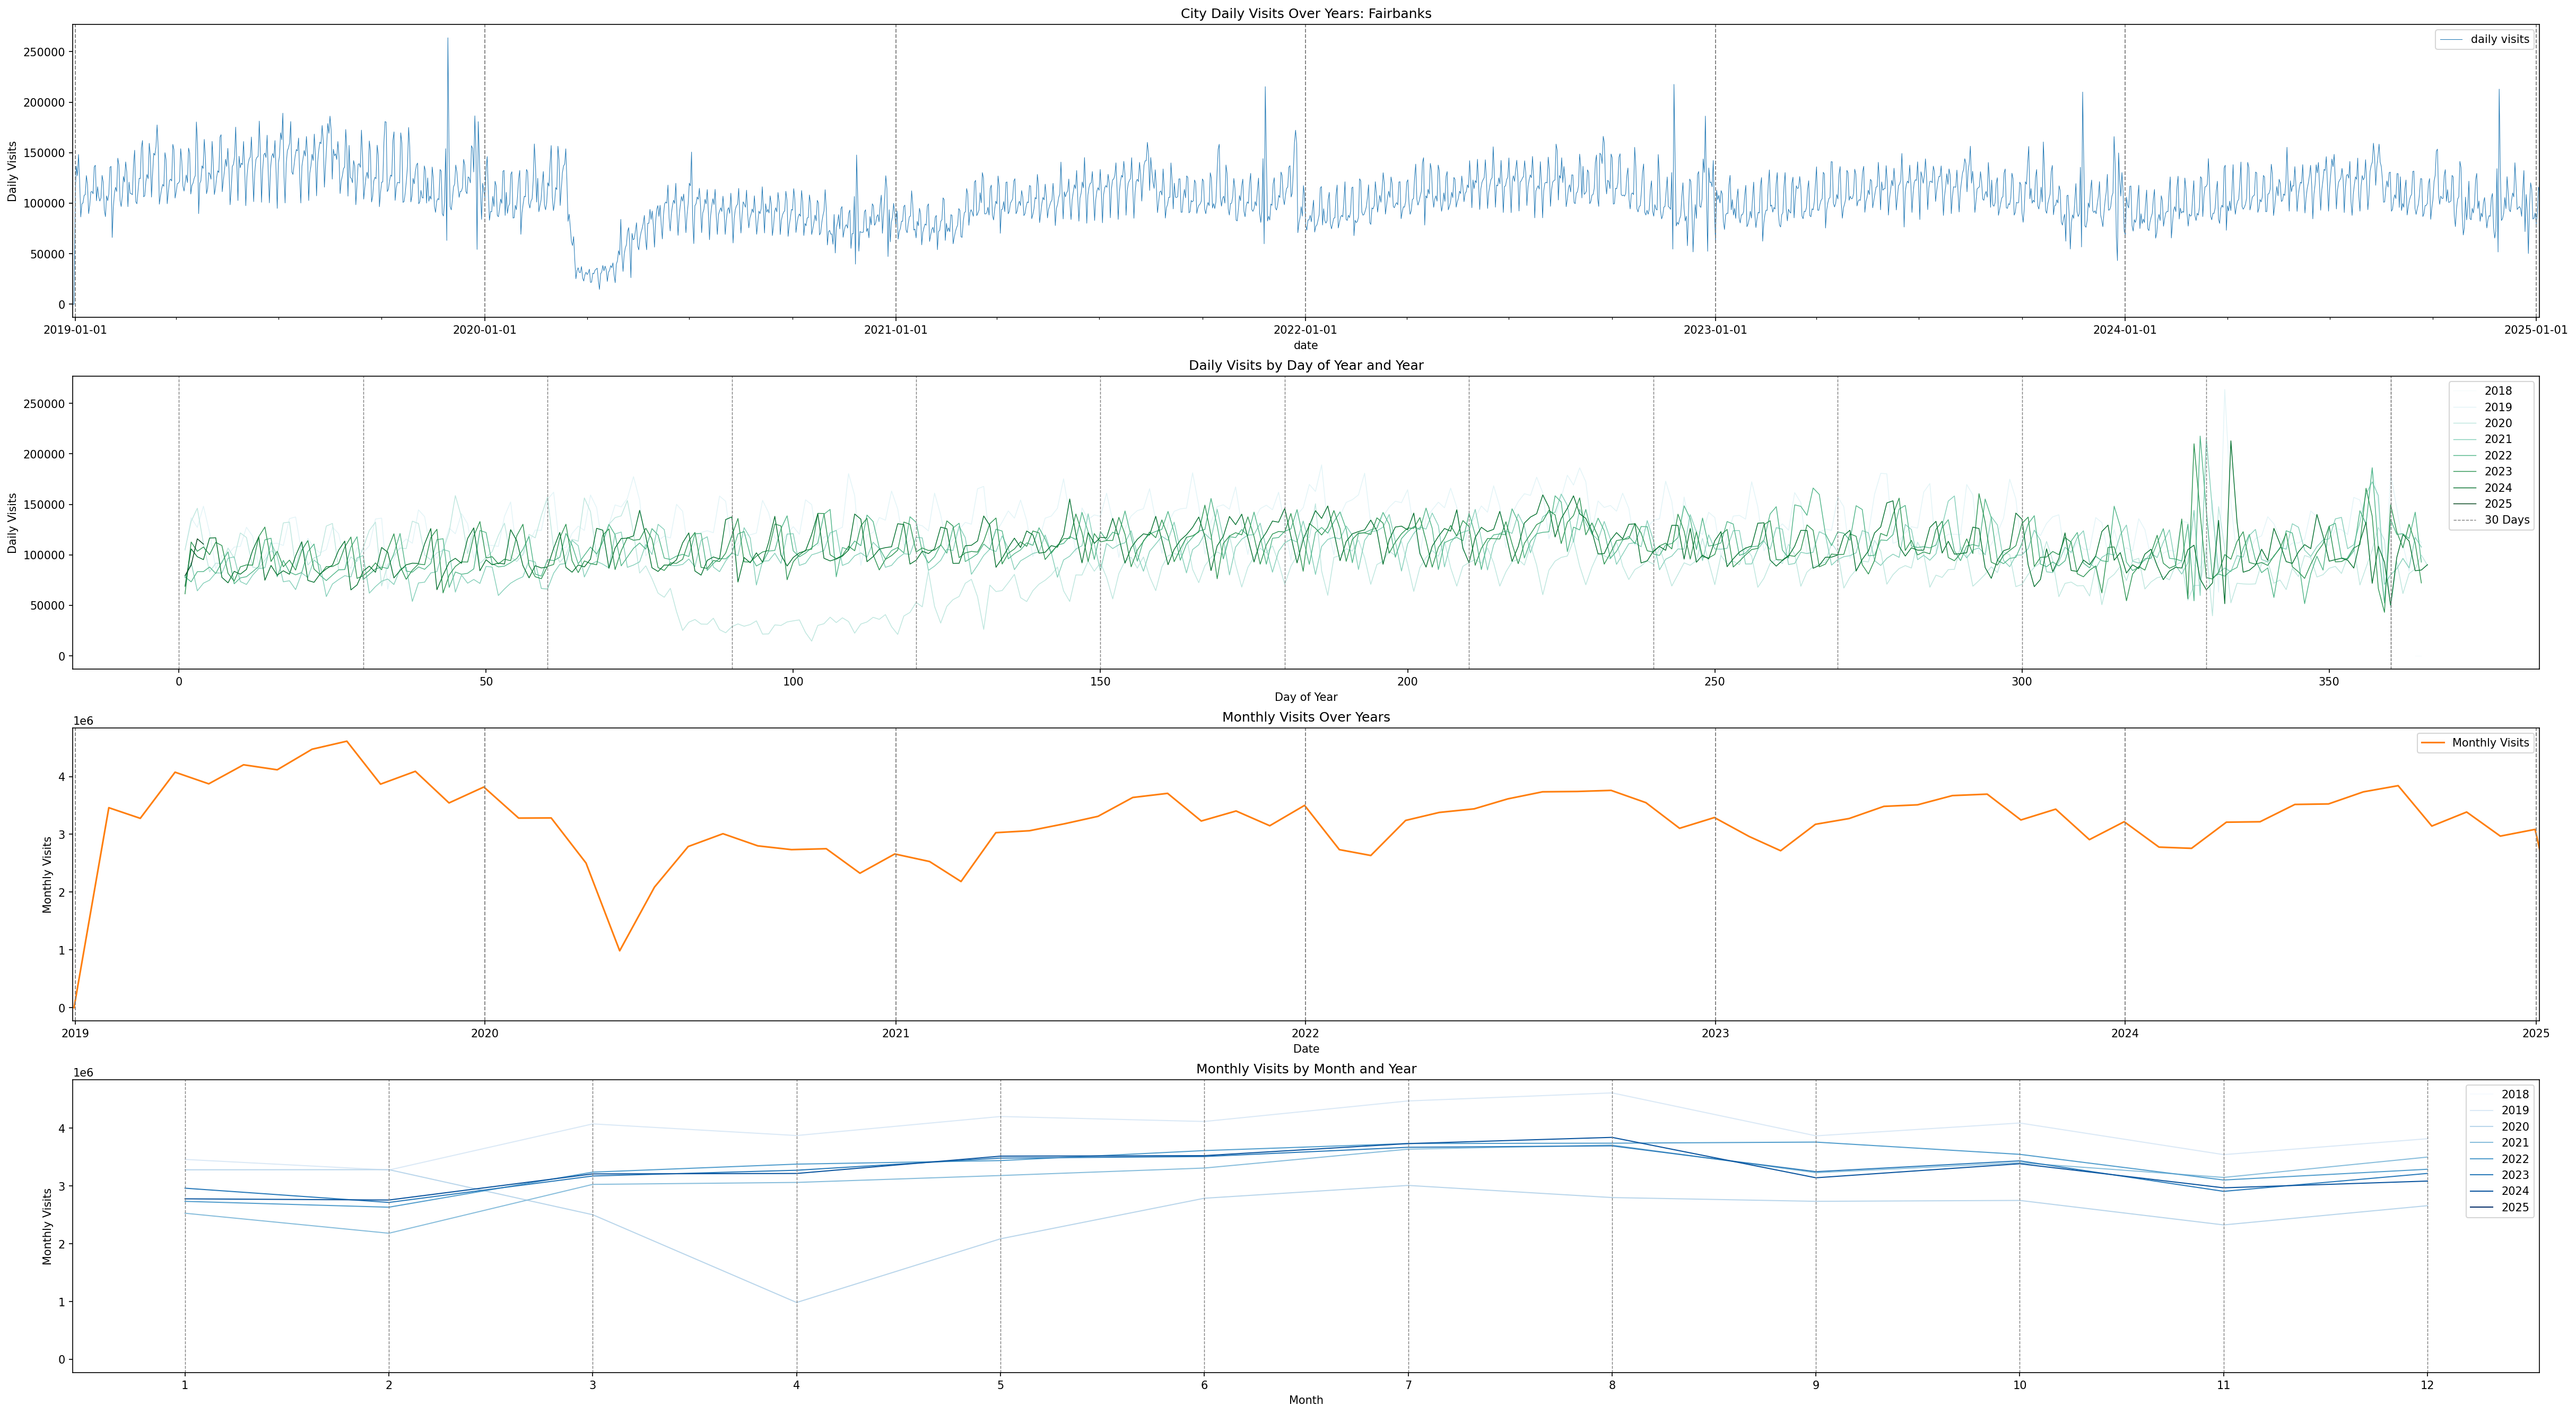 City Daily Visits Over Years: Fairbanks
daily visits
Daily Visits
250000
200000
150000
100000
50000
0
2019-01-01 2020-01-01 2021-01-01 2022-01-01 2023-01-01 2024-01-01 2025-01-01
date
Daily Visits by Day of Year and Year
2018
2019
2020
2021
2022
2023
2024
2025
30 Days
Daily Visits
250000
200000
150000
100000
50000
0
0 50 100 150 200 250 300 350
Day of Year
Monthly Visits Over Years
1e6
Monthly Visits
Monthly Visits
4
3
2
1
0
2019 2020 2021 2022 2023 2024 2025
Date
Monthly Visits by Month and Year
1e6
2018
2019
2020
2021
2022
2023
2024
2025
Monthly Visits
4
3
2
1
0
1 2 3 4 5 6 7 8 9 10 11 12
Month